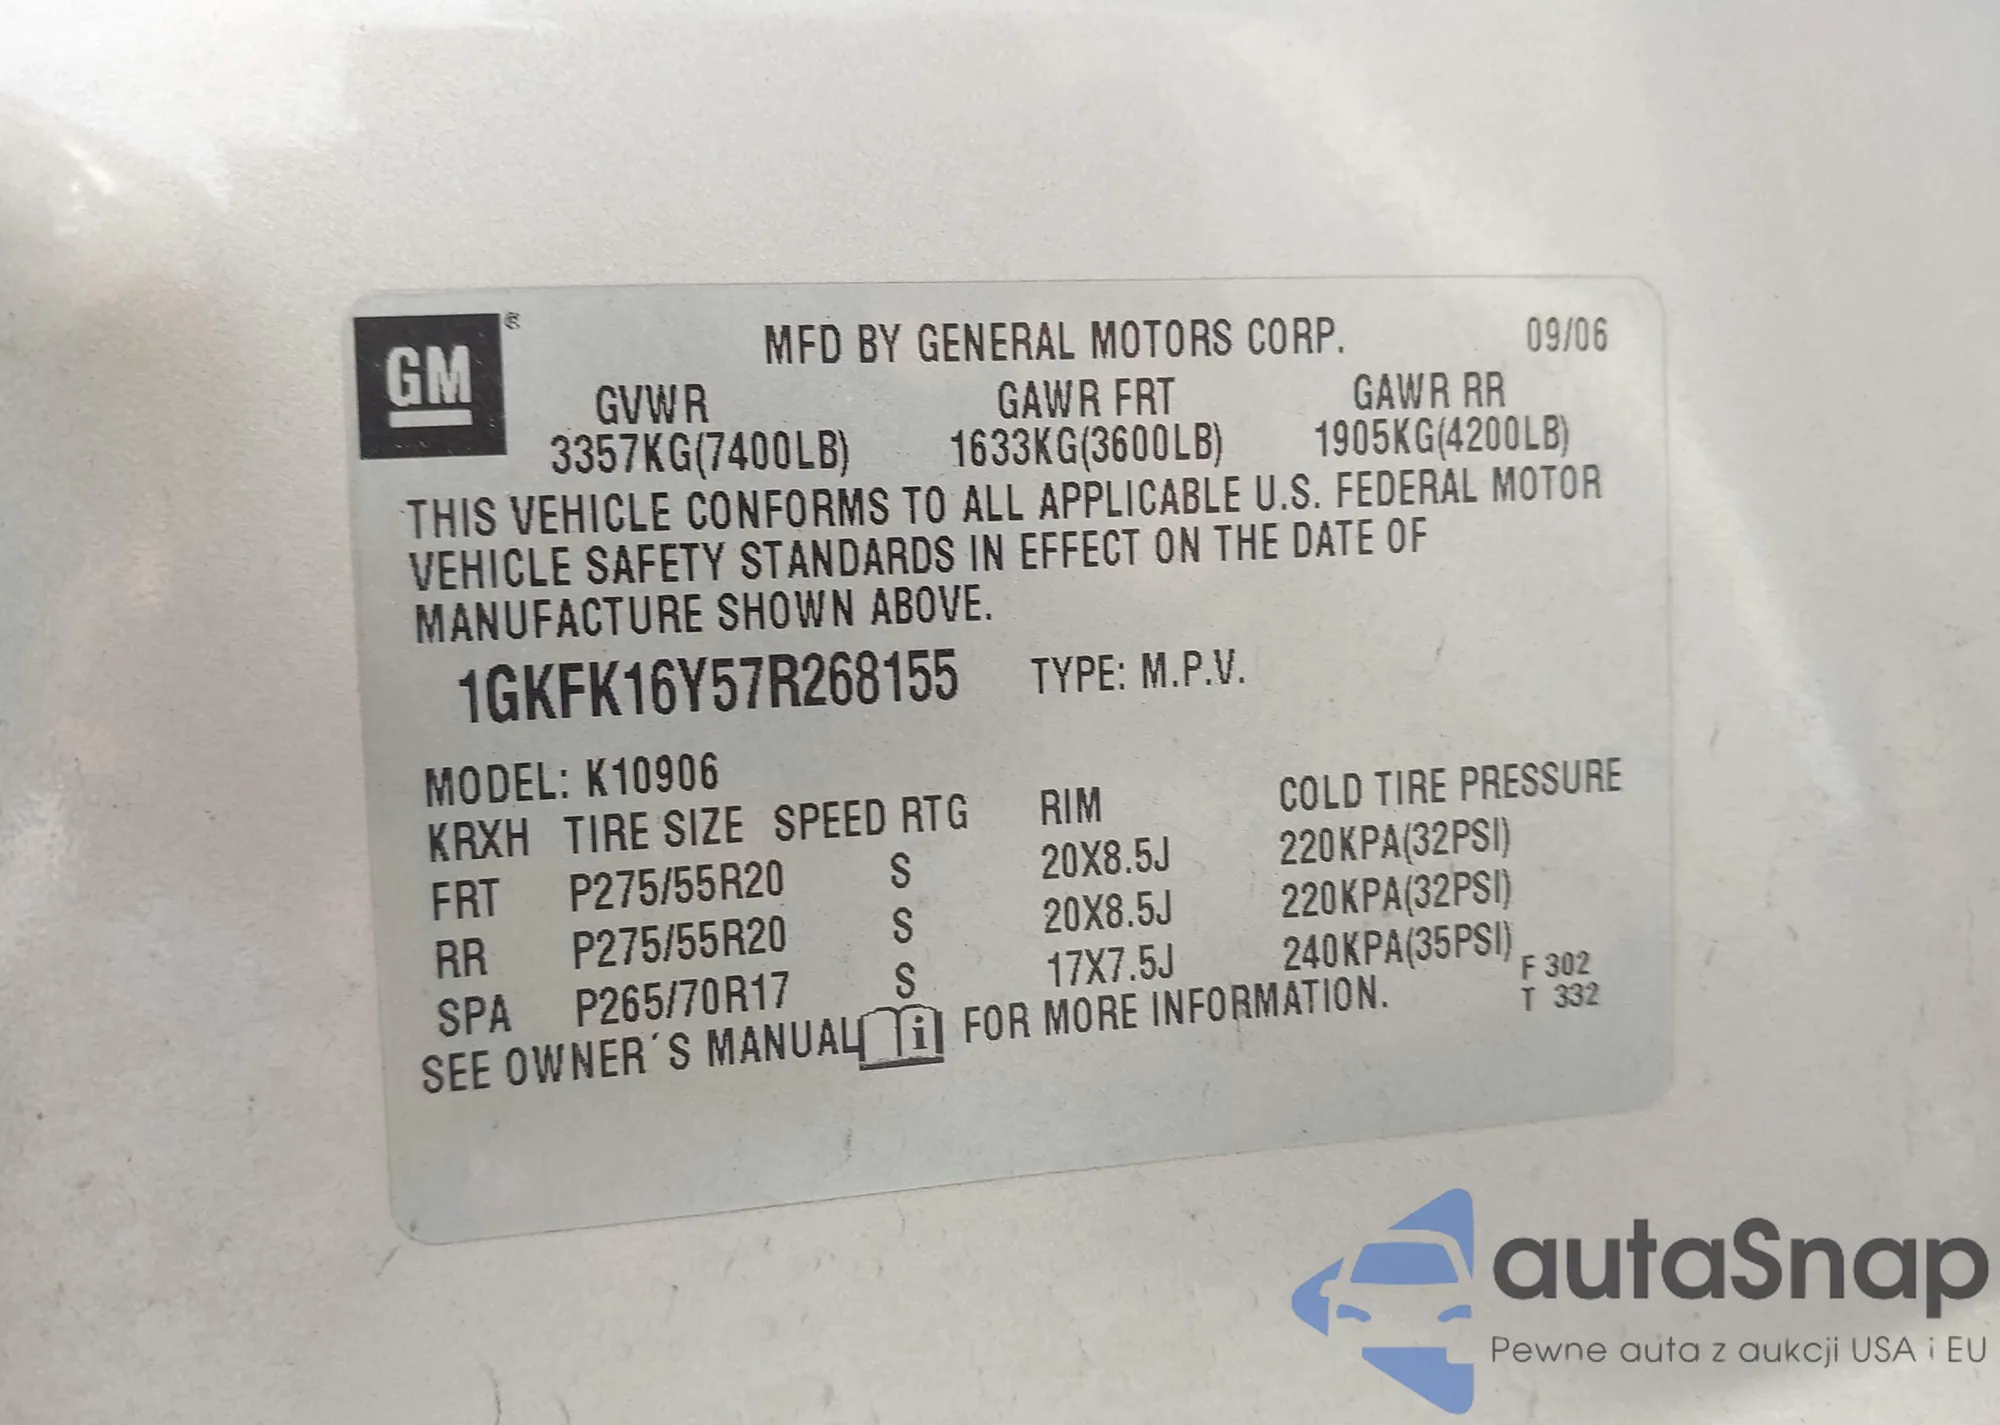 GM ®
MFD BY GENERAL MOTORS CORP. 09/06
GVWR GAWR FRT GAWR RR
3357KG(7400LB) 1633KG(3600LB) 1905KG(4200LB)
THIS VEHICLE CONFORMS TO ALL APPLICABLE U.S. FEDERAL MOTOR
VEHICLE SAFETY STANDARDS IN EFFECT ON THE DATE OF
MANUFACTURE SHOWN ABOVE.
1GKFK16Y57R268155 TYPE: M.P.V.
MODEL: K10906
KRXH TIRE SIZE SPEED RTG RIM COLD TIRE PRESSURE
FRT P275/55R20 S 20X8.5J 220KPA(32PSI)
RR P275/55R20 S 20X8.5J 220KPA(32PSI)
SPA P265/70R17 S 17X7.5J 240KPA(35PSI)
F 302
T 332
SEE OWNER´S MANUAL i FOR MORE INFORMATION.
autaSnap
Pewne auta z aukcji USA i EU